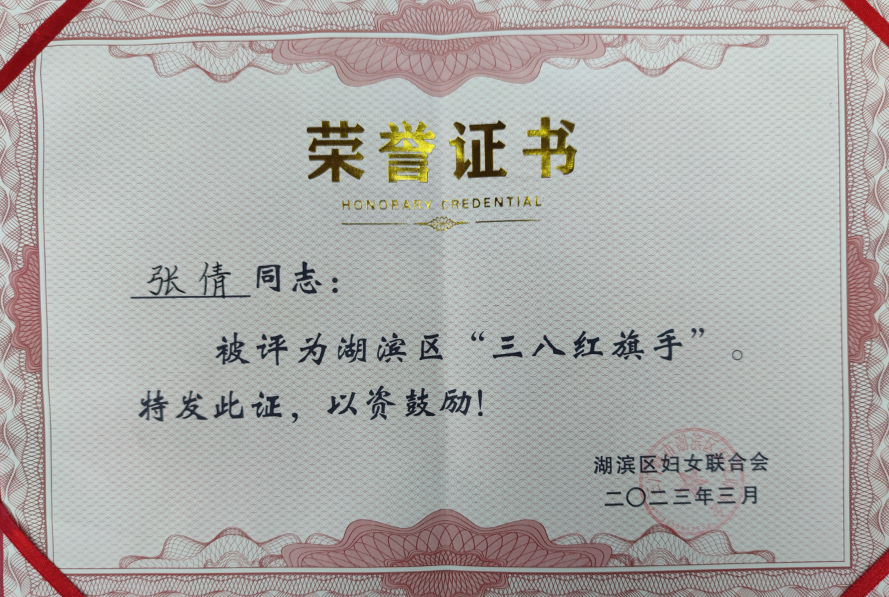 荣誉证书
HONORARY CREDENTIAL
张倩同志：
被评为湖滨区“三八红旗手”。
特发此证，以资鼓励！
湖滨区妇女联合会
二〇二三年三月